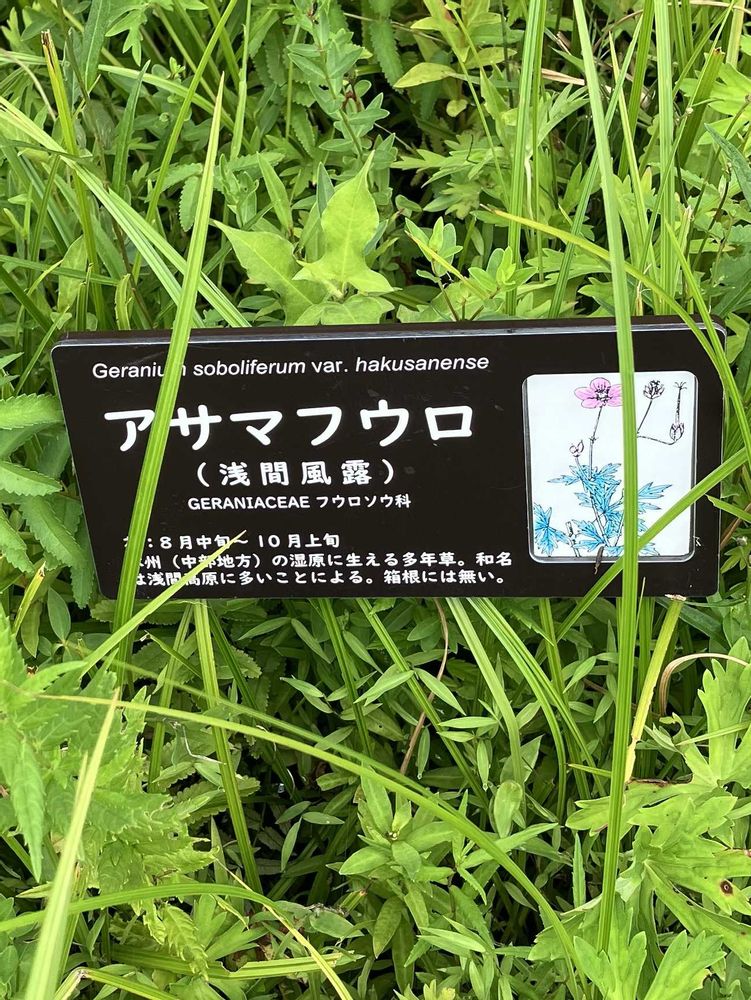 Geranium soboliferum var. hakusanense
アサマフウロ
(浅間風露)
GERANIACEAE フウロソウ科
:8月中旬〜10月上旬
州(中部地方)の湿原に生える多年草。和名
は浅間高原に多いことによる。箱根には無い。